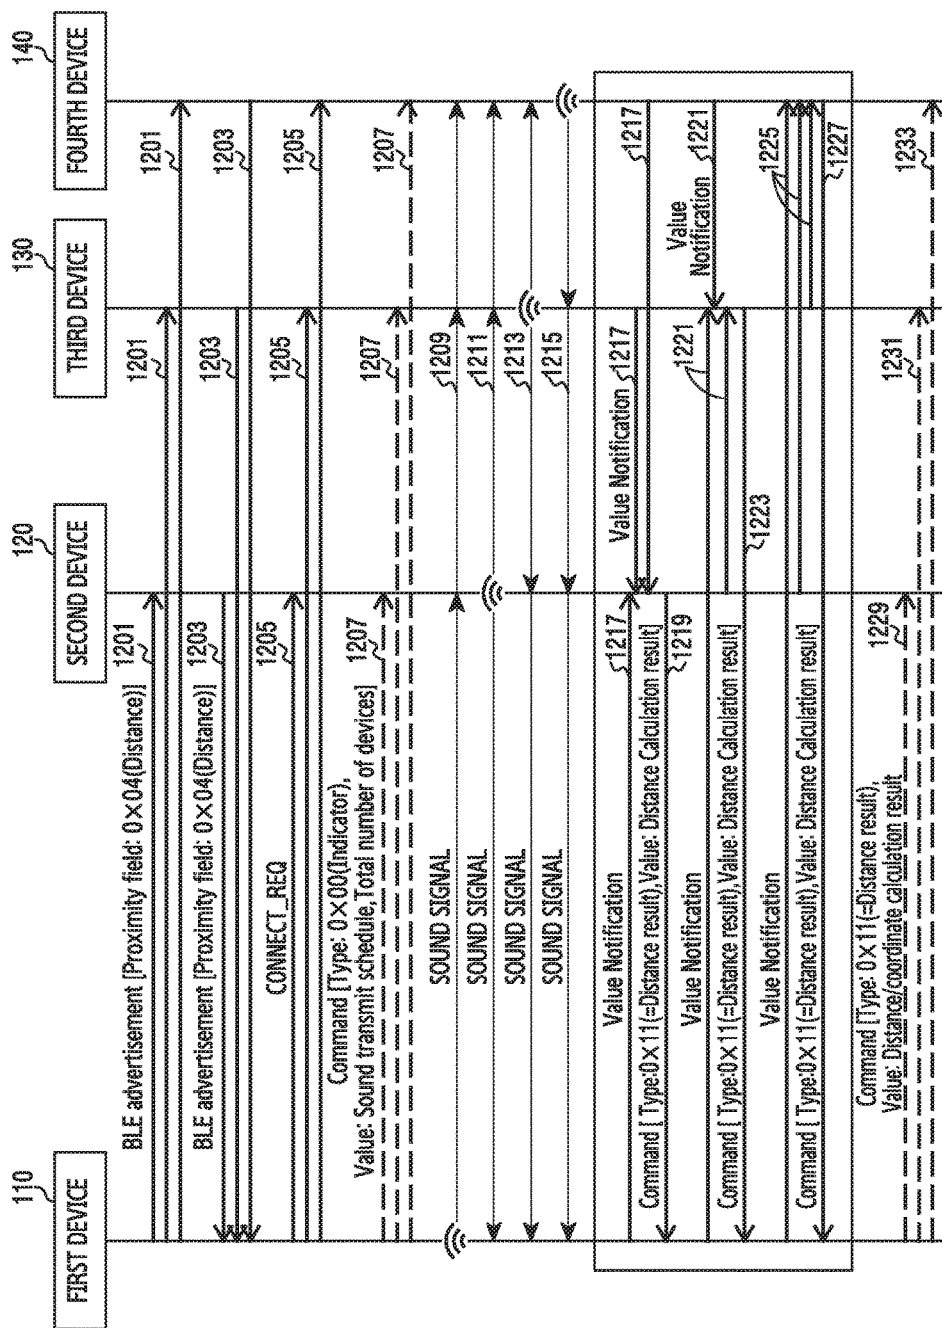 110
FIRST DEVICE
120
SECOND DEVICE
130
THIRD DEVICE
140
FOURTH DEVICE
BLE advertisement [Proximity field: 0×04(Distance)]
1201
1201
1201
BLE advertisement [Proximity field: 0×04(Distance)]
1203
1203
1203
CONNECT_REQ
1205
1205
1205
Command [Type: 0×00(Indicator),
Value: Sound transmit schedule,Total number of devices]
1207
1207
1207
SOUND SIGNAL
1209
SOUND SIGNAL
1211
SOUND SIGNAL
1213
SOUND SIGNAL
1215
Value Notification
1217
Value Notification
1217
1217
Command [ Type:0×11(=Distance result),Value: Distance Calculation result]
1219
Value Notification
1221
Value
Notification
1221
Command [ Type:0×11(=Distance result),Value: Distance Calculation result]
1223
Value Notification
1225
Command [ Type:0×11(=Distance result),Value: Distance Calculation result]
1227
Command [Type: 0×11(=Distance result),
Value: Distance/coordinate calculation result
1229
1231
1233